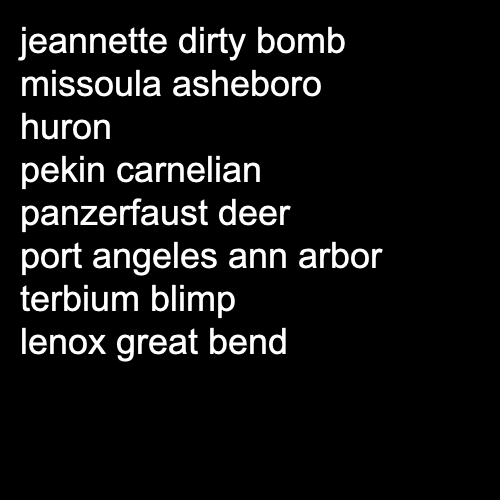 jeannette dirty bomb
missoula asheboro
huron
pekin carnelian
panzerfaust deer
port angeles ann arbor
terbium blimp
lenox great bend